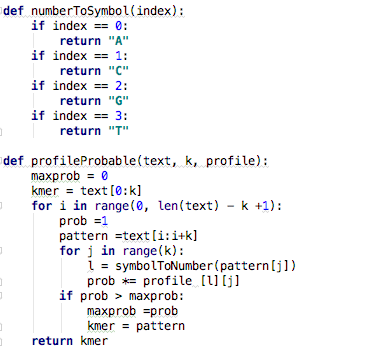 def numberToSymbol(index):
    if index == 0:
        return "A"
    if index == 1:
        return "C"
    if index == 2:
        return "G"
    if index == 3:
        return "T"
def profileProbable(text, k, profile):
    maxprob = 0
    kmer = text[0:k]
    for i in range(0, len(text) - k +1):
        prob =1
        pattern =text[i:i+k]
        for j in range(k):
            l = symbolToNumber(pattern[j])
            prob *= profile [l][j]
        if prob > maxprob:
            maxprob =prob
            kmer = pattern
    return kmer